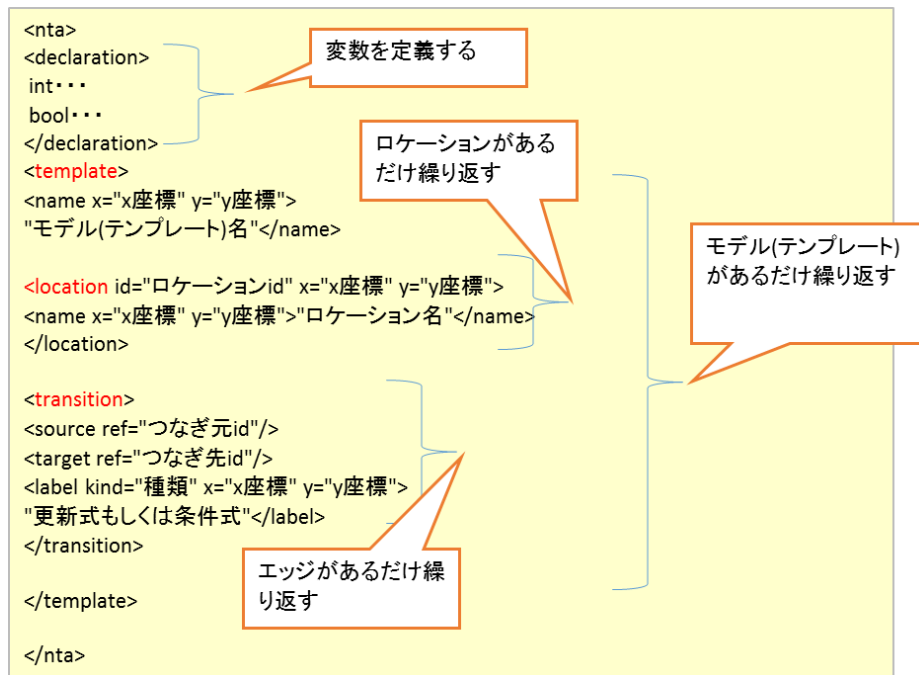 <nta>
<declaration>
int・・・
bool・・・
</declaration>
<template>
<name x="x座標" y="y座標">
"モデル(テンプレート)名"</name>
<location id="ロケーションid" x="x座標" y="y座標">
<name x="x座標" y="y座標">"ロケーション名"</name>
</location>
<transition>
<source ref="つなぎ元id"/>
<target ref="つなぎ先id"/>
<label kind="種類" x="x座標" y="y座標">
"更新式もしくは条件式"</label>
</transition>
</template>
</nta>
変数を定義する
ロケーションがある
だけ繰り返す
モデル(テンプレート)
があるだけ繰り返す
エッジがあるだけ繰
り返す